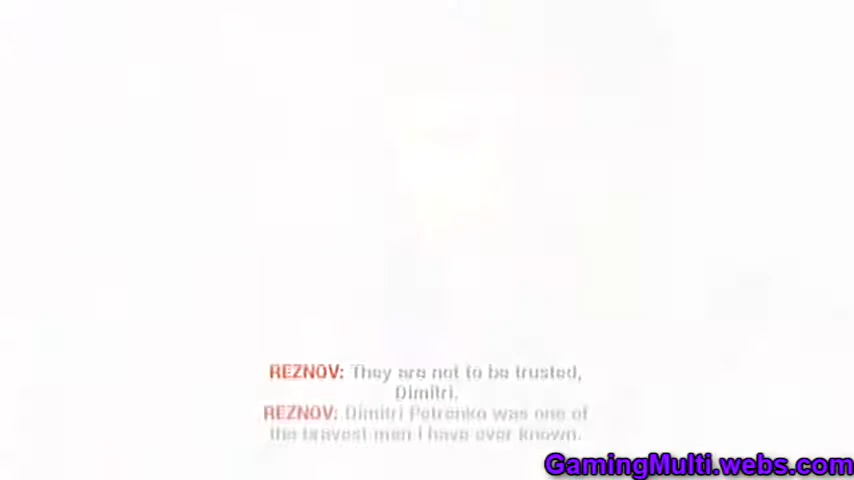 REZNOV: They are not to be trusted,
Dimitri.
REZNOV: Dimitri Petrenko was one of
the bravest men I have ever known.
GamingMulti.webs.com